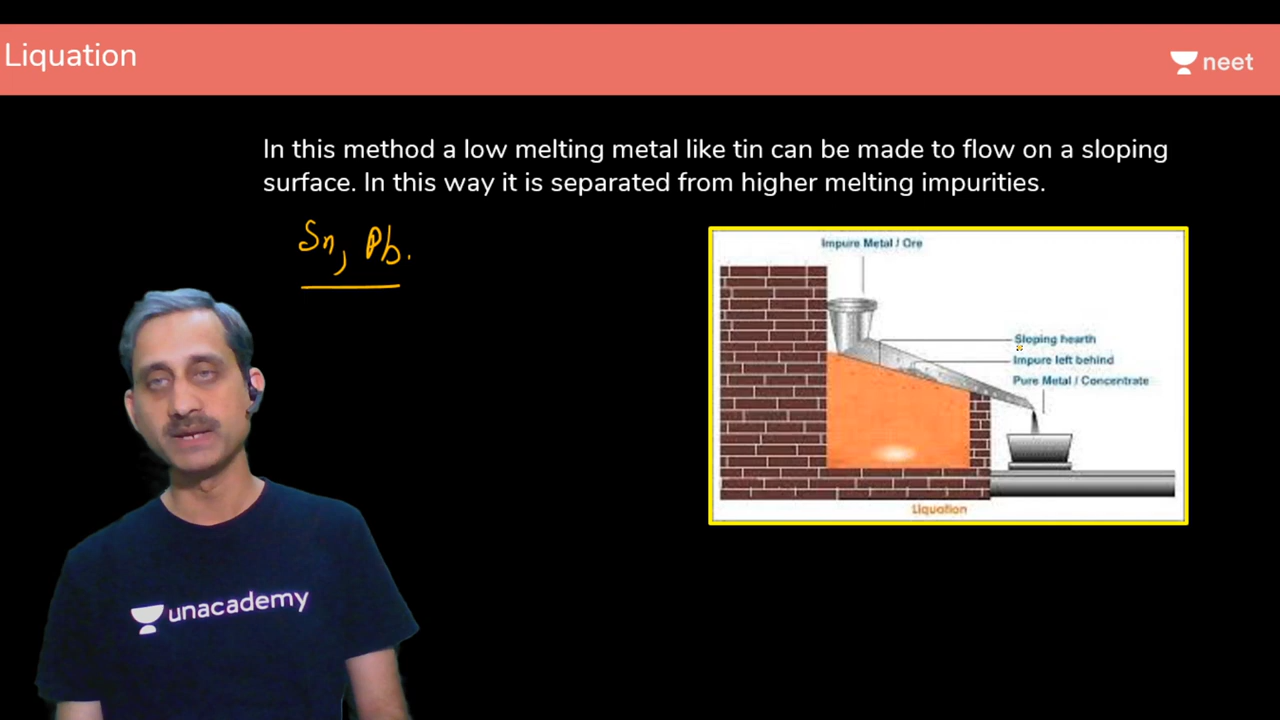 Liquation
neet
In this method a low melting metal like tin can be made to flow on a sloping
surface. In this way it is separated from higher melting impurities.
Sn, Pb.
Impure Metal / Ore
Sloping hearth
Impure left behind
Pure Metal / Concentrate
Liquation
unacademy